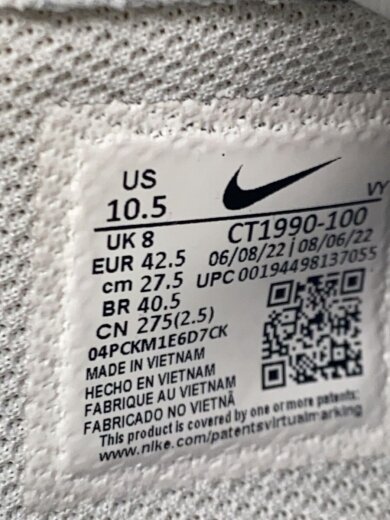 US
10.5
VY
UK 8
CT1990-100
EUR 42.5
06/08/22 | 08/06/22
cm 27.5
UPC 00194498137055
BR 40.5
CN 275(2.5)
04PCKM1E6D7CK
MADE IN VIETNAM
HECHO EN VIETNAM
FABRIQUE AU VIETNAM
FABRICADO NO VIETNÃ
This product is covered by one or more patents:
www.nike.com/patentsvirtualmarking